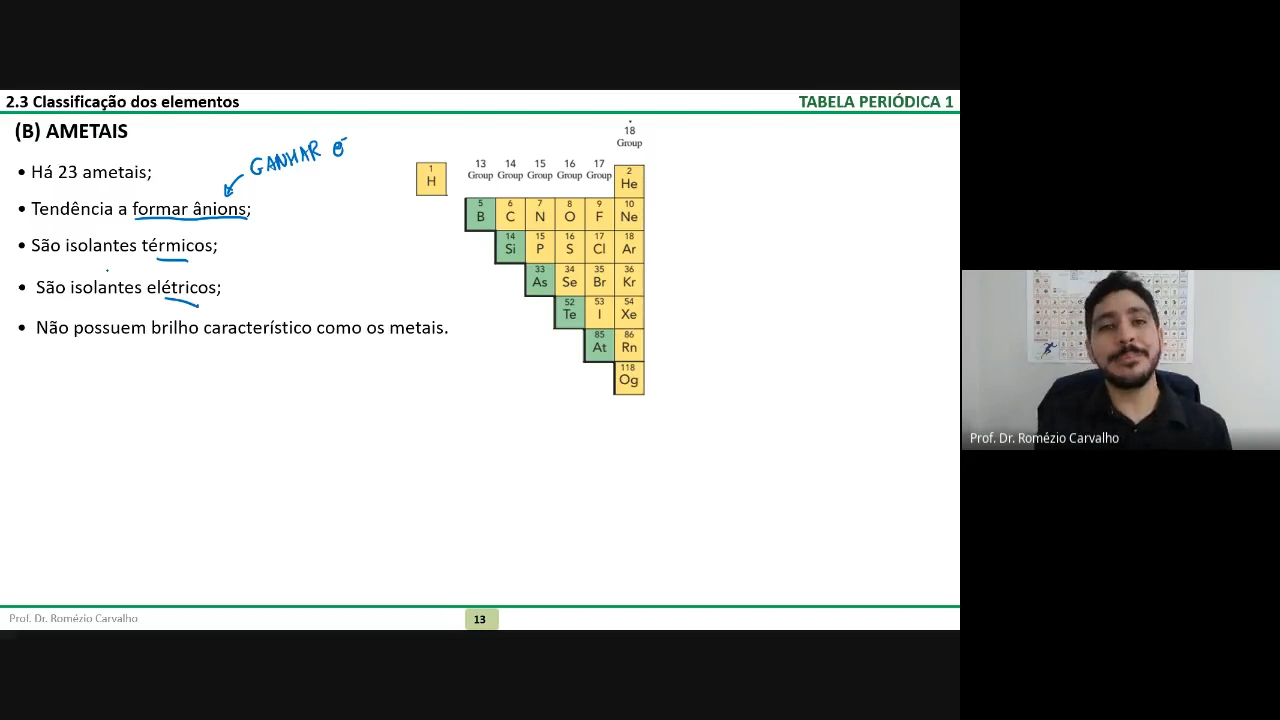 2.3 Classificação dos elementos
TABELA PERIÓDICA 1
(B) AMETAIS
GANHAR e-
• Há 23 ametais;
• Tendência a formar ânions;
• São isolantes térmicos;
• São isolantes elétricos;
• Não possuem brilho característico como os metais.
18
Group
13 14 15 16 17
Group Group Group Group Group
1 2
H He
5 6 7 8 9 10
B C N O F Ne
14 15 16 17 18
Si P S Cl Ar
33 34 35 36
As Se Br Kr
52 53 54
Te I Xe
85 86
At Rn
118
Og
Prof. Dr. Romézio Carvalho
13
Prof. Dr. Romézio Carvalho